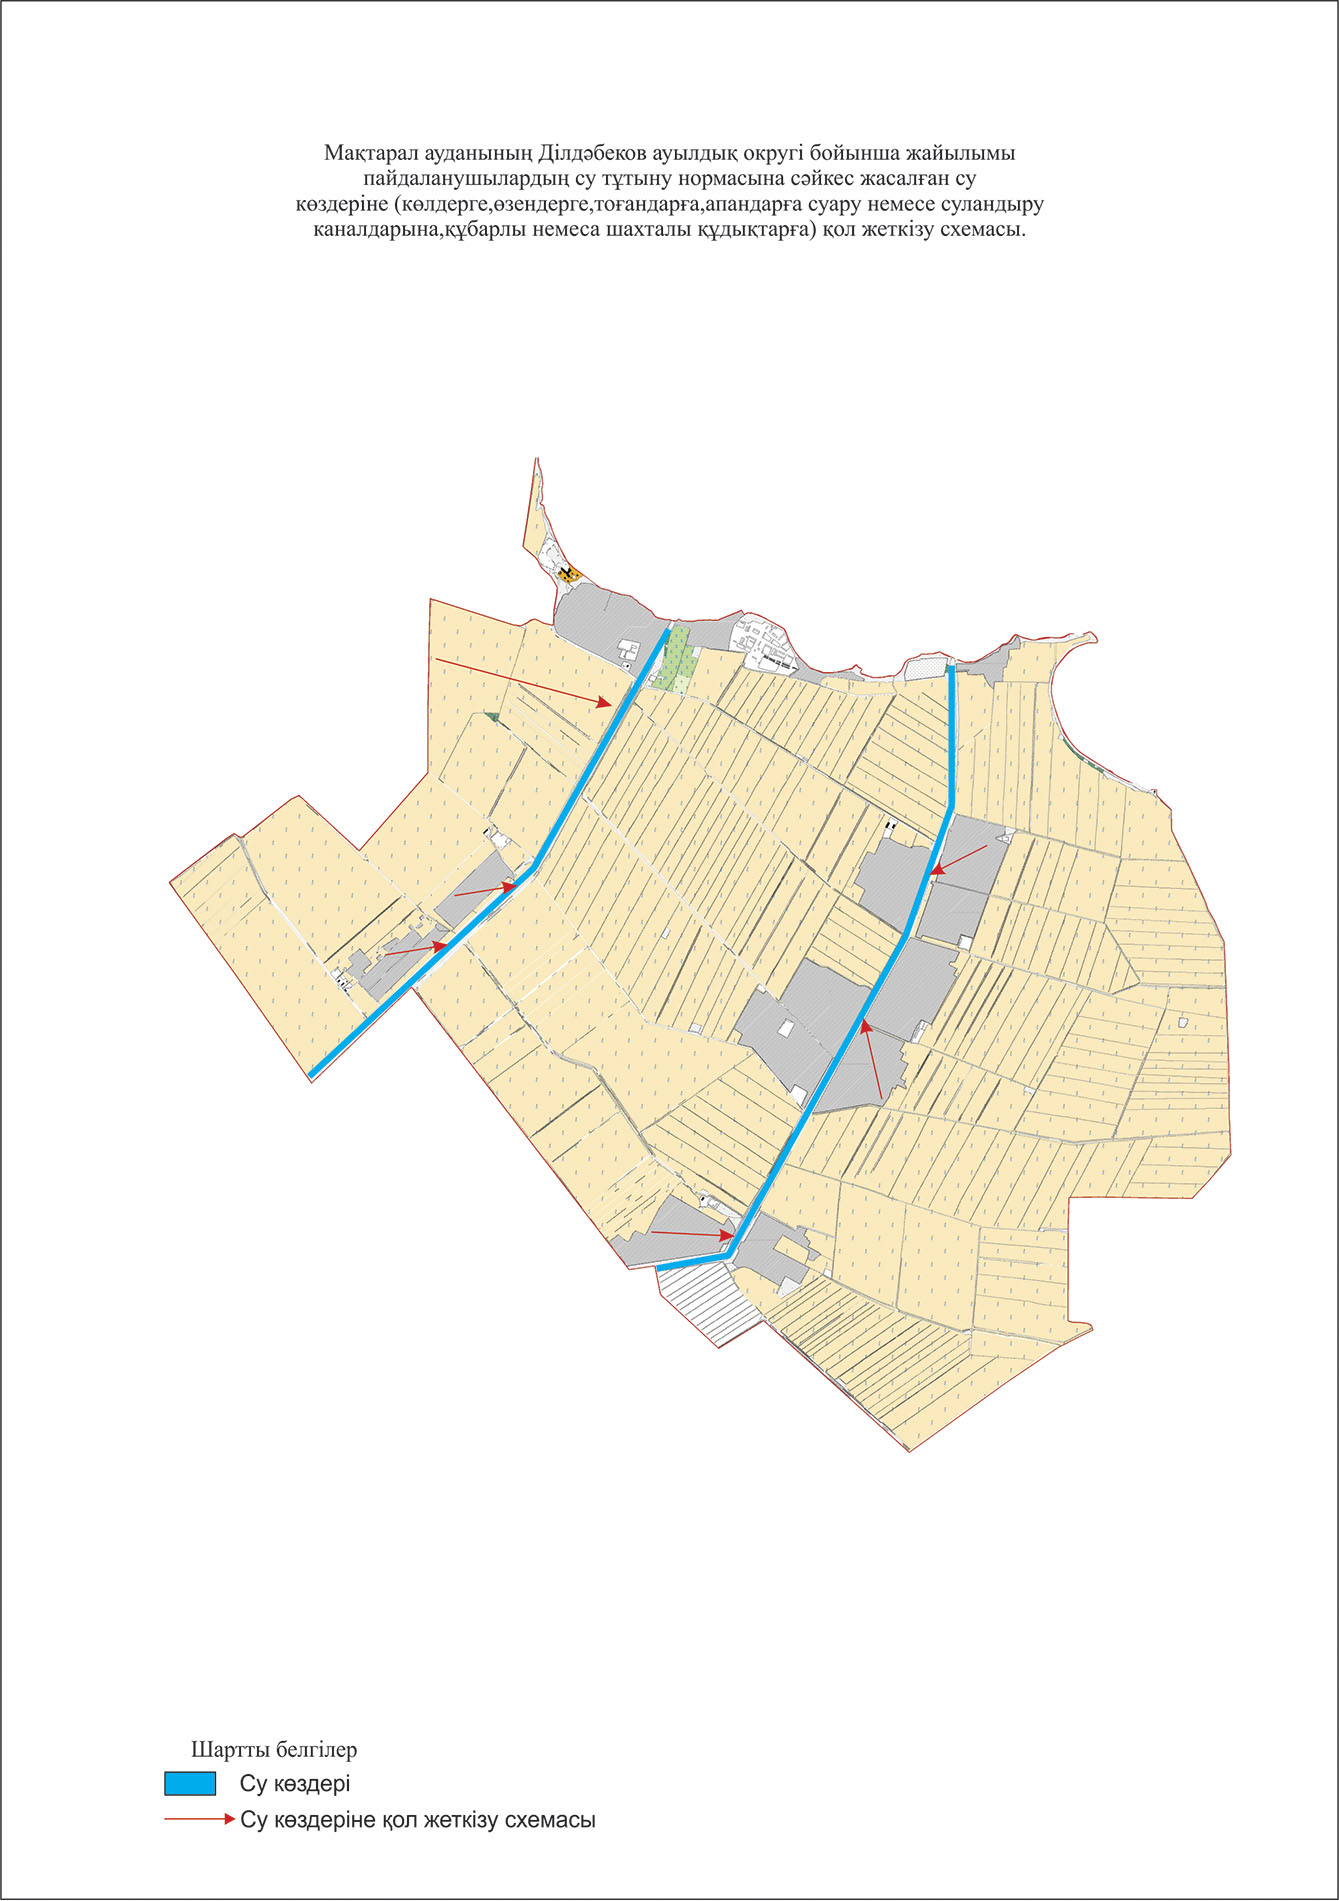 Мақтарал ауданының Ділдәбеков ауылдық округі бойынша жайылымы
пайдаланушылардың су тұтыну нормасына сәйкес жасалған су
көздеріне (көлдерге,өзендерге,тоғандарға,апандарға суару немесе суландыру
каналдарына,құбарлы немеса шахталы құдықтарға) қол жеткізу схемасы.
Шартты белгілер
Су көздері
Су көздеріне қол жеткізу схемасы